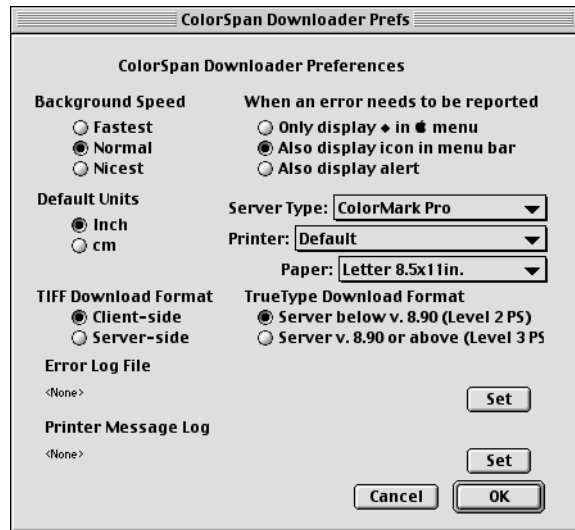 ColorSpan Downloader Prefs
ColorSpan Downloader Preferences
Background Speed
Fastest
Normal
Nicest
When an error needs to be reported
Only display ◆ in  menu
Also display icon in menu bar
Also display alert
Default Units
Inch
cm
Server Type: ColorMark Pro
Printer: Default
Paper: Letter 8.5x11in.
TIFF Download Format
Client-side
Server-side
TrueType Download Format
Server below v. 8.90 (Level 2 PS)
Server v. 8.90 or above (Level 3 PS
Error Log File
<None>
Set
Printer Message Log
<None>
Set
Cancel
OK